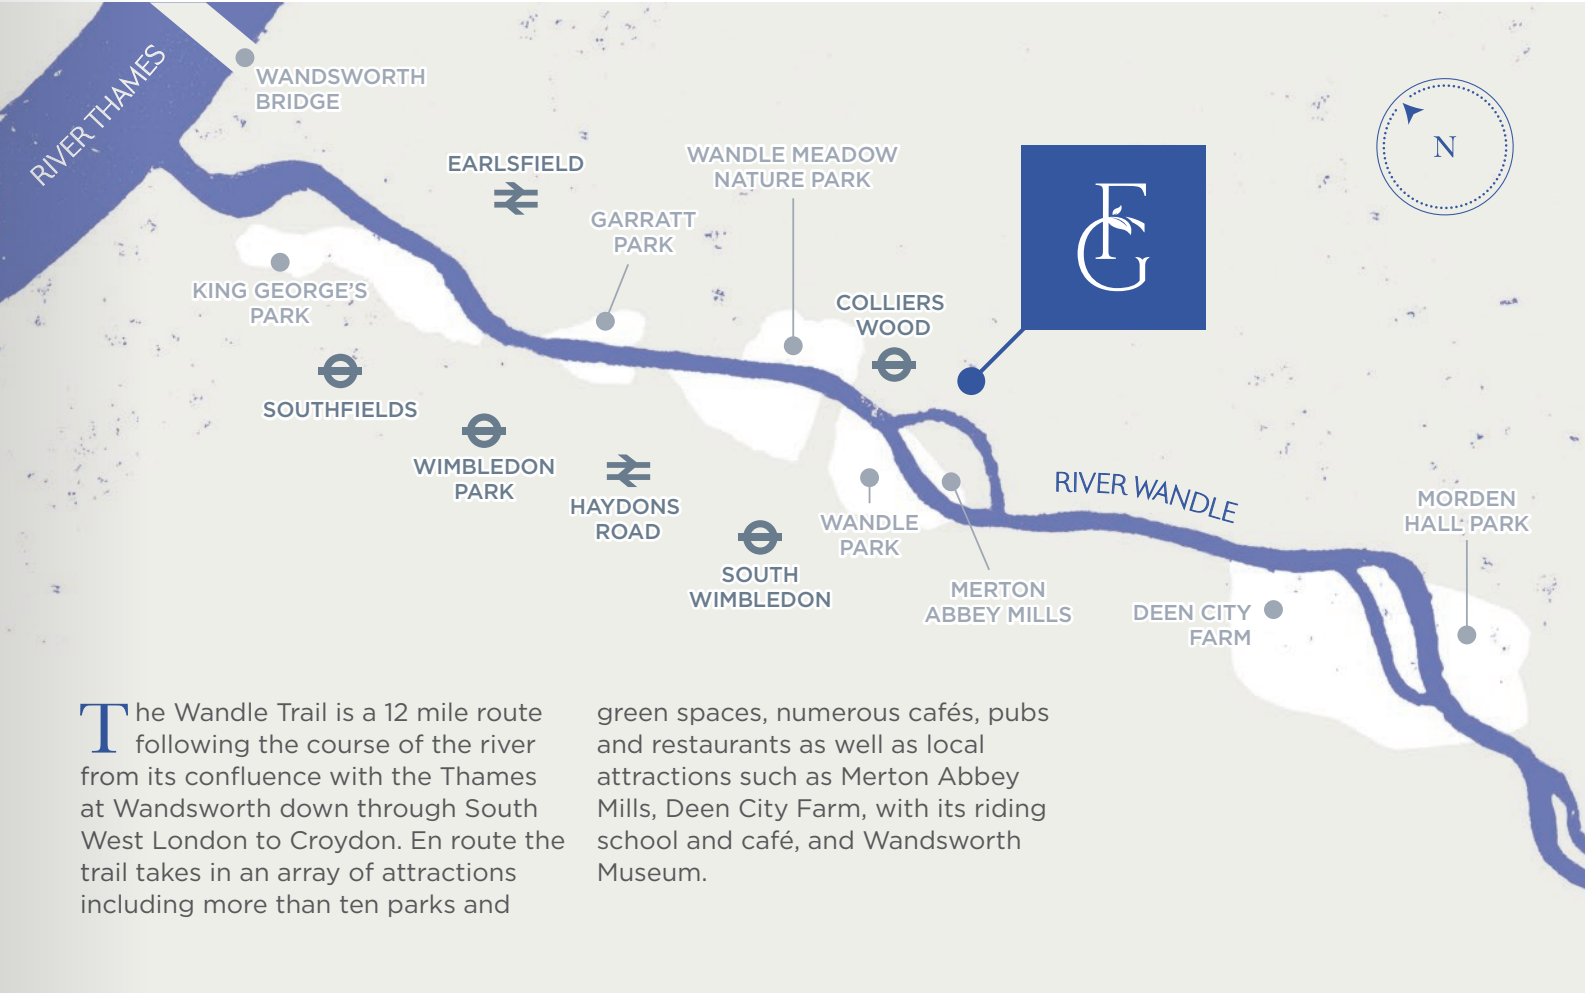 RIVER THAMES
WANDSWORTH
BRIDGE
EARLSFIELD
WANDLE MEADOW
NATURE PARK
GARRATT
PARK
N
FG
KING GEORGE'S
PARK
COLLIERS
WOOD
SOUTHFIELDS
WIMBLEDON
PARK
HAYDONS
ROAD
SOUTH
WIMBLEDON
WANDLE
PARK
MERTON
ABBEY MILLS
RIVER WANDLE
DEEN CITY
FARM
MORDEN
HALL PARK
The Wandle Trail is a 12 mile route
following the course of the river
from its confluence with the Thames
at Wandsworth down through South
West London to Croydon. En route the
trail takes in an array of attractions
including more than ten parks and
green spaces, numerous cafés, pubs
and restaurants as well as local
attractions such as Merton Abbey
Mills, Deen City Farm, with its riding
school and café, and Wandsworth
Museum.